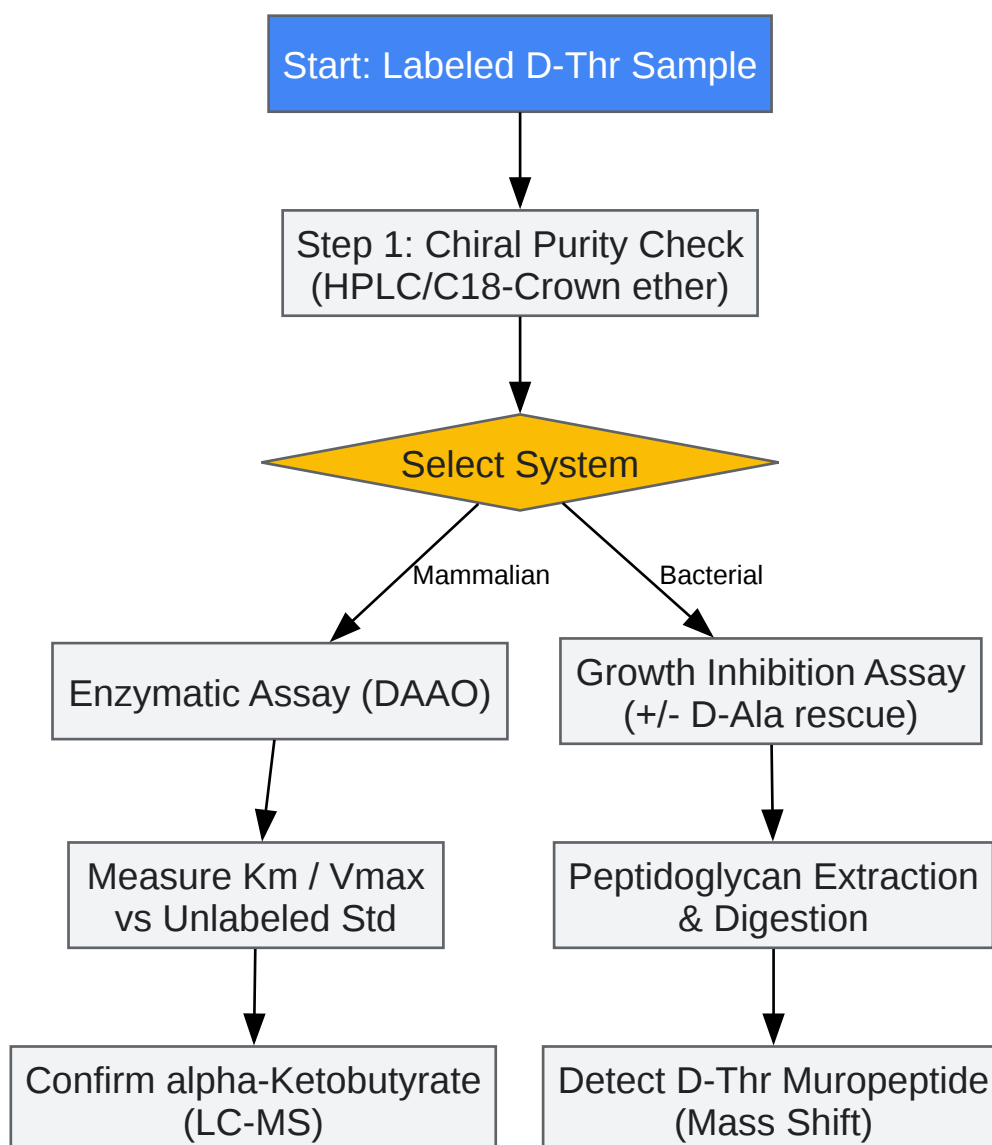 Start: Labeled D-Thr Sample
Step 1: Chiral Purity Check
(HPLC/C18-Crown ether)
Select System
Mammalian
Bacterial
Enzymatic Assay (DAAO)
Growth Inhibition Assay
(+/- D-Ala rescue)
Measure Km / Vmax
vs Unlabeled Std
Peptidoglycan Extraction
& Digestion
Confirm alpha-Ketobutyrate
(LC-MS)
Detect D-Thr Muropeptide
(Mass Shift)